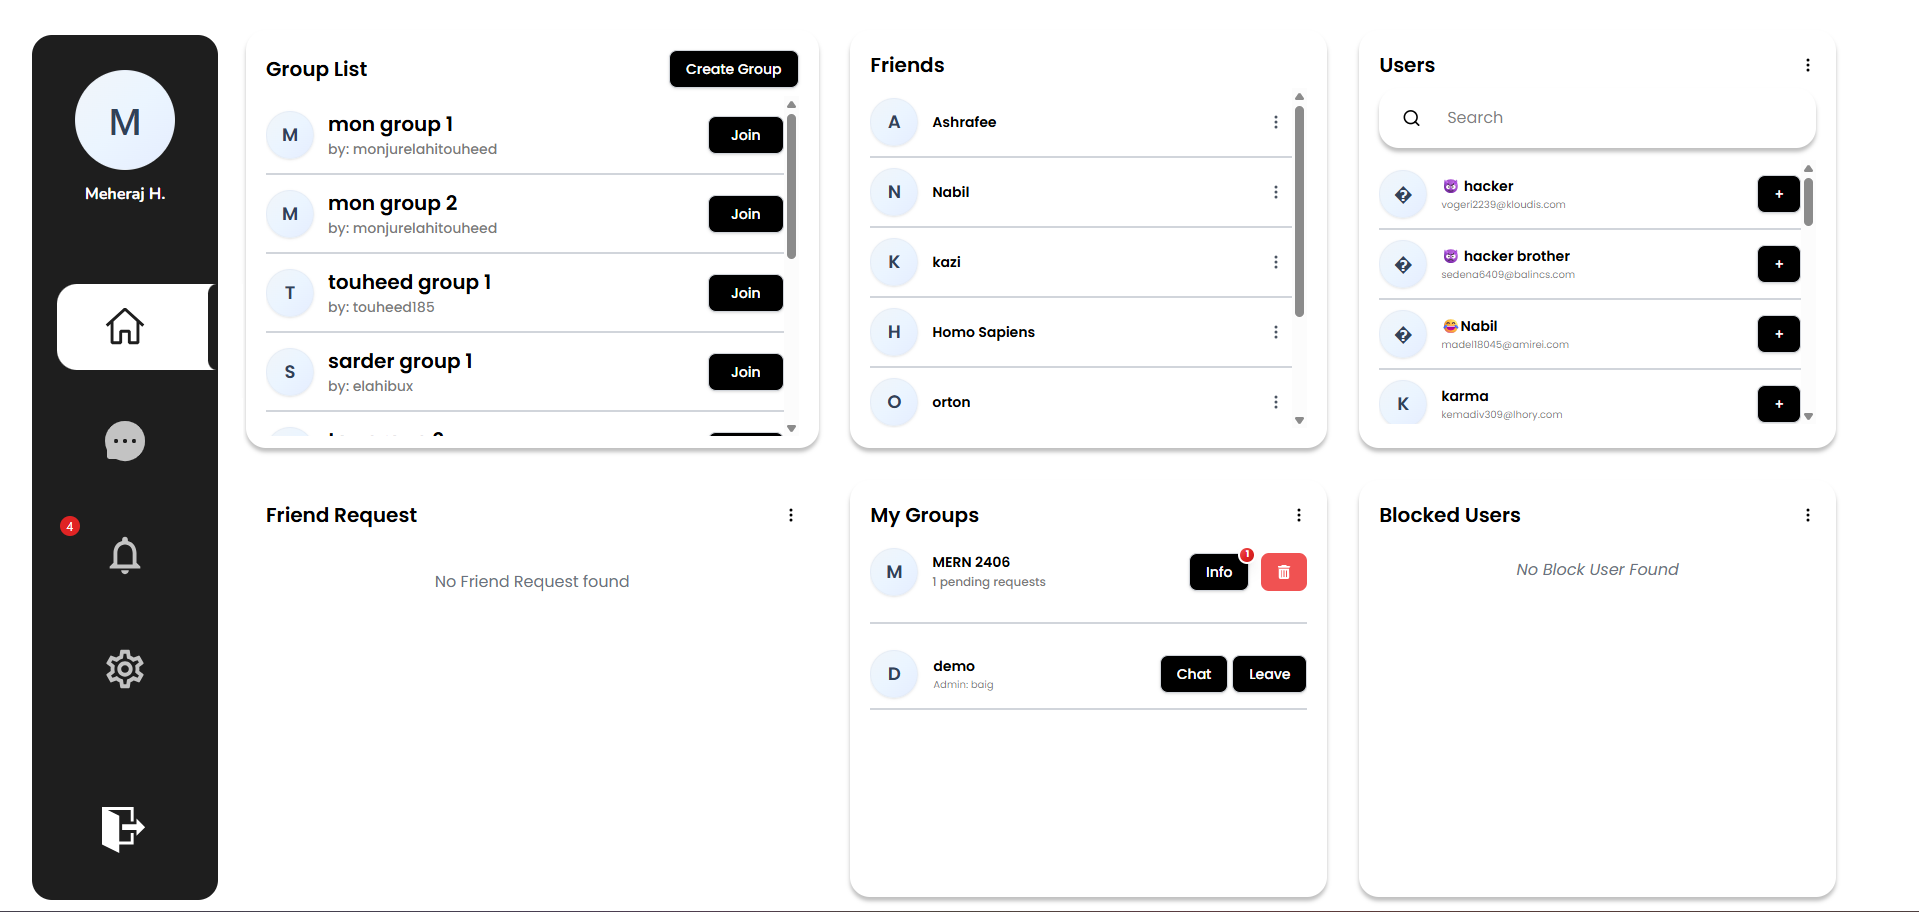 M
Meheraj H.
4
Group List
Create Group
M
mon group 1
by: monjurelahitouheed
Join
M
mon group 2
by: monjurelahitouheed
Join
T
touheed group 1
by: touheed185
Join
S
sarder group 1
by: elahibux
Join
Friends
A
Ashrafee
N
Nabil
K
kazi
H
Homo Sapiens
O
orton
Users
Search
�
😈 hacker
vogeri2239@kloudis.com
+
�
😈 hacker brother
sedena6409@balincs.com
+
�
😂Nabil
madel18045@amirei.com
+
K
karma
kemadiv309@lhory.com
+
Friend Request
No Friend Request found
My Groups
M
MERN 2406
1 pending requests
Info
1
D
demo
Admin: baig
Chat
Leave
Blocked Users
No Block User Found